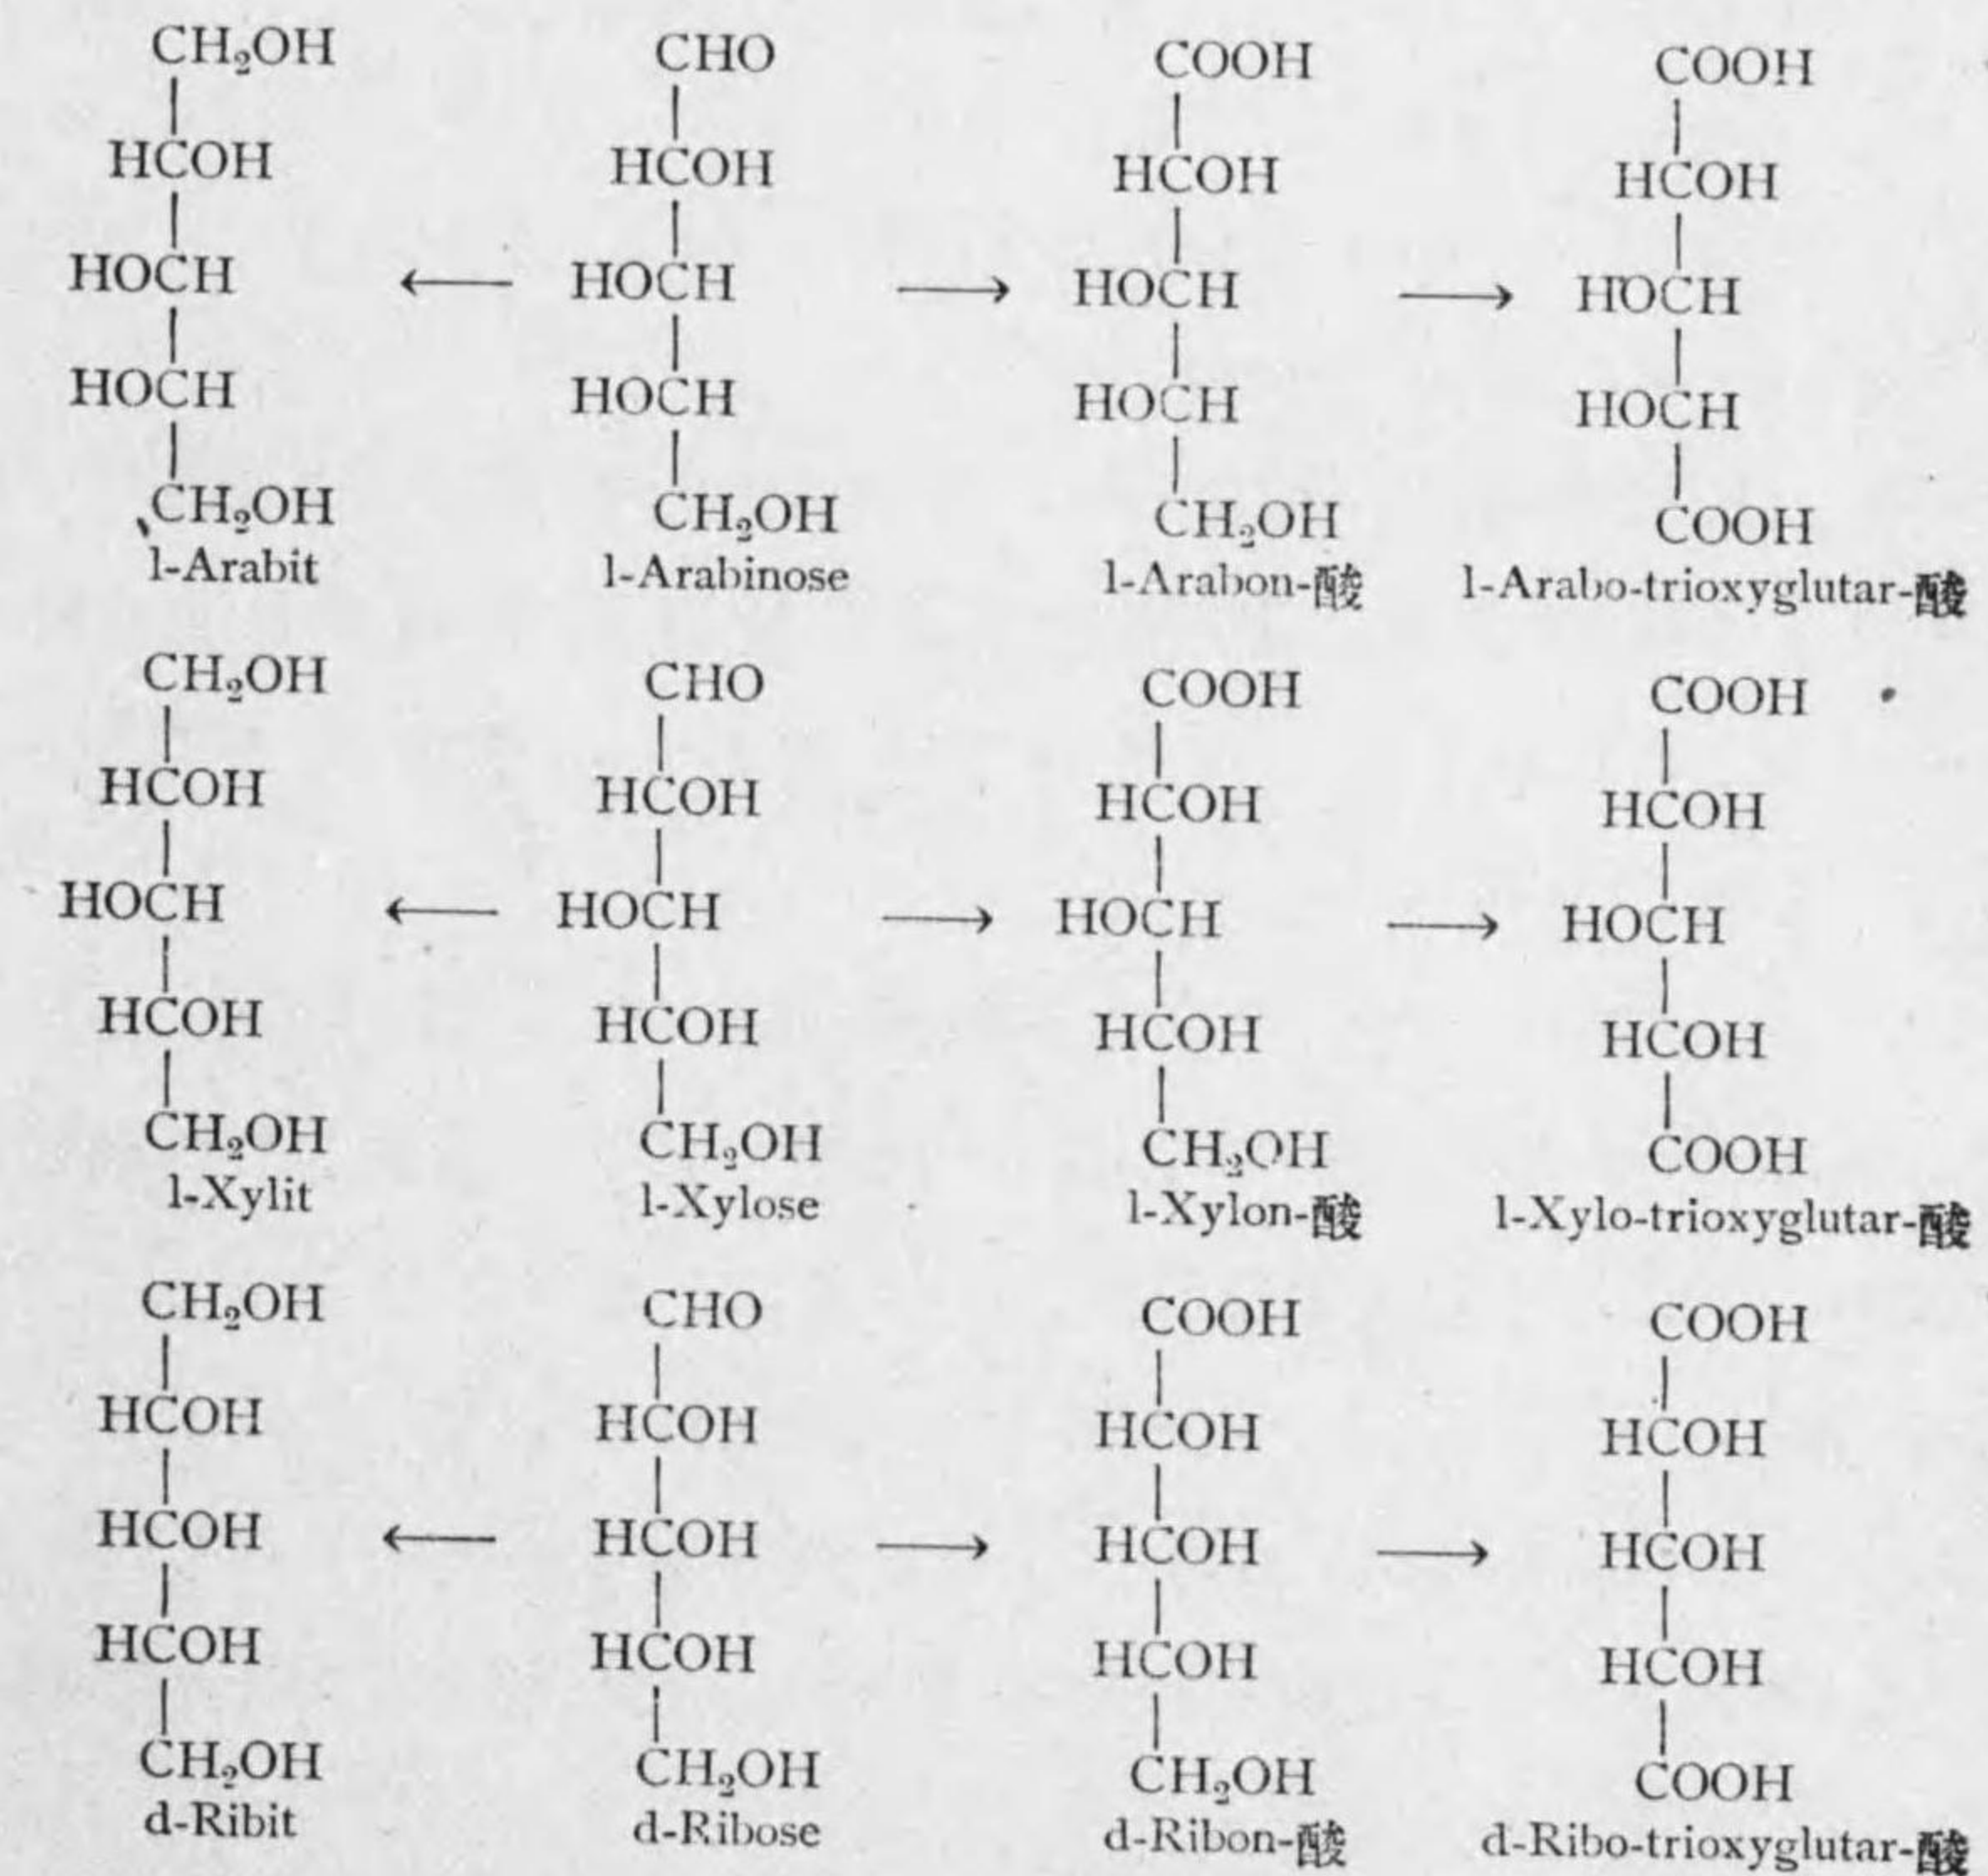 CH₂OH CHO COOH COOH
HCOH HCOH HCOH HCOH
HOCH ← HOCH → HOCH → HOCH
HOCH HOCH HOCH HOCH
CH₂OH CH₂OH CH₂OH COOH
l-Arabit l-Arabinose l-Arabon-酸 l-Arabo-trioxyglutar-酸
CH₂OH CHO COOH COOH
HCOH HCOH HCOH HCOH
HOCH ← HOCH → HOCH → HOCH
HCOH HCOH HCOH HCOH
CH₂OH CH₂OH CH₂OH COOH
l-Xylit l-Xylose l-Xylon-酸 l-Xylo-trioxyglutar-酸
CH₂OH CHO COOH COOH
HCOH HCOH HCOH HCOH
HCOH ← HCOH → HCOH → HCOH
HCOH HCOH HCOH HCOH
CH₂OH CH₂OH CH₂OH COOH
d-Ribit d-Ribose d-Ribon-酸 d-Ribo-trioxyglutar-酸